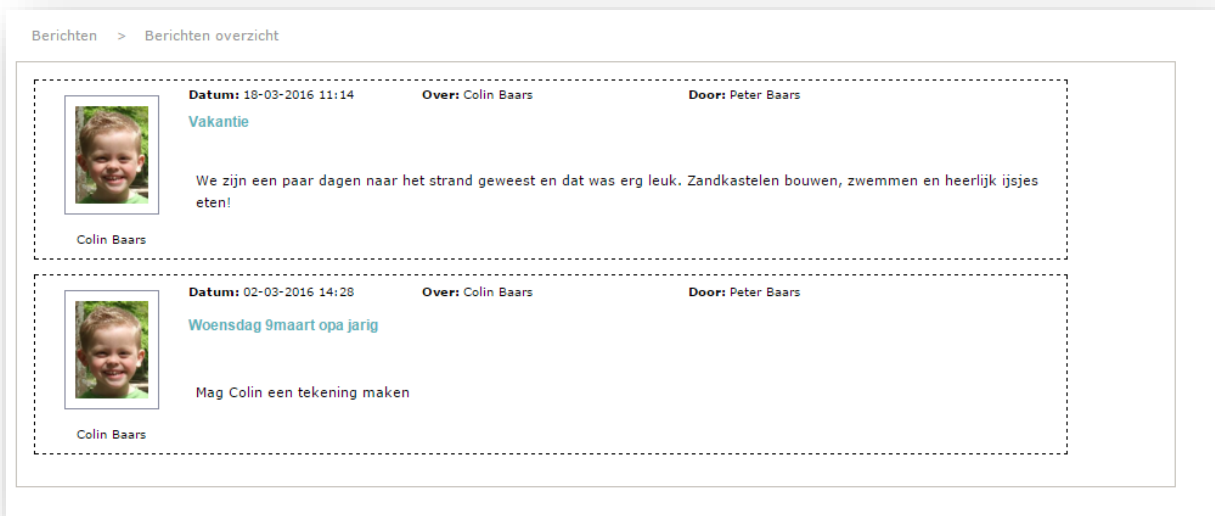 Berichten > Berichten overzicht
Datum: 18-03-2016 11:14 Over: Colin Baars Door: Peter Baars
Vakantie
We zijn een paar dagen naar het strand geweest en dat was erg leuk. Zandkastelen bouwen, zwemmen en heerlijk ijsjes
eten!
Colin Baars
Datum: 02-03-2016 14:28 Over: Colin Baars Door: Peter Baars
Woensdag 9maart opa jarig
Mag Colin een tekening maken
Colin Baars